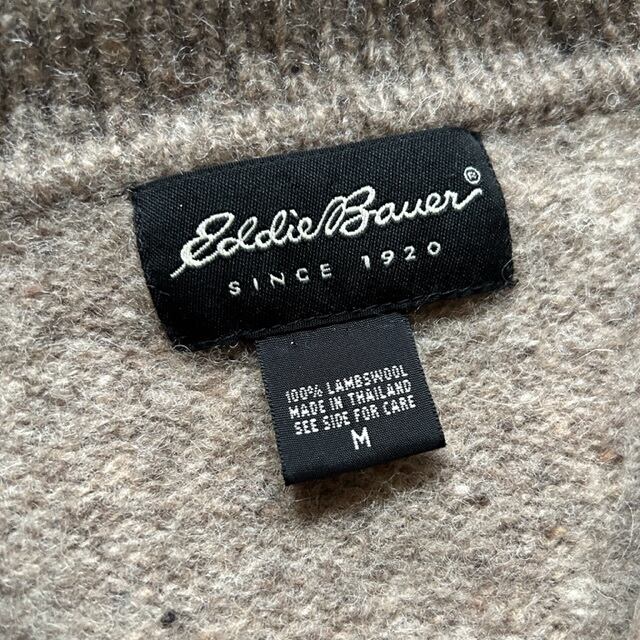 Eddie Bauer®
SINCE 1920
100% LAMBSWOOL
MADE IN THAILAND
SEE SIDE FOR CARE
M